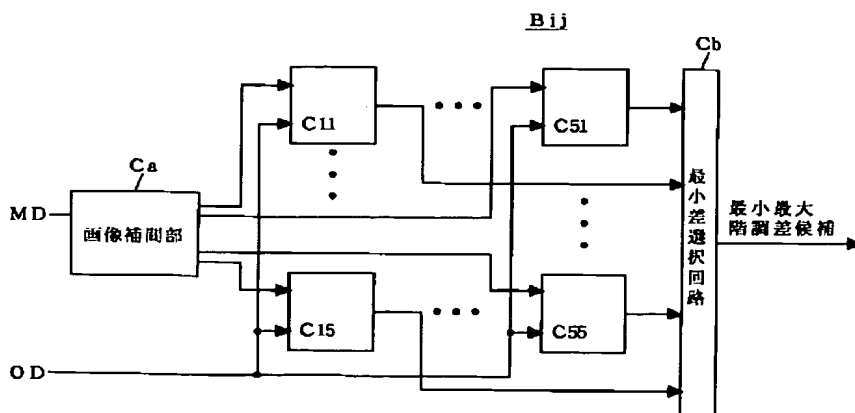 Bij
Cb
C11
C51
Ca
MD
画像補間部
最小差選択回路
最小最大
階調差候補
C15
C55
OD